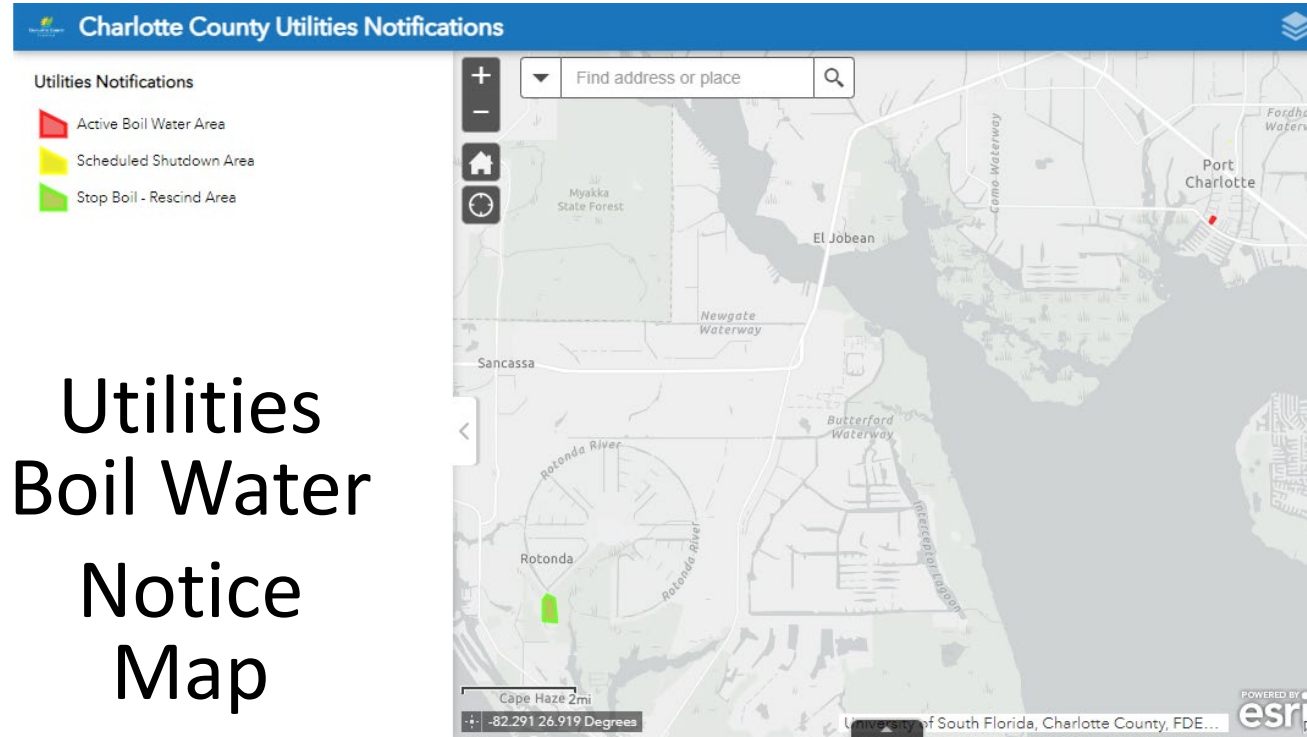 Charlotte County Utilities Notifications
Utilities Notifications
Active Boil Water Area
Scheduled Shutdown Area
Stop Boil - Rescind Area
Utilities
Boil Water
Notice
Map
+
Find address or place
−
Myakka
State Forest
El Jobean
Como Waterway
Port
Charlotte
Newgate
Waterway
Sancassa
Butterford
Waterway
Rotonda River
Rotonda
Rotonda River
Interceptor Lagoon
Cape Haze 2mi
-82.291 26.919 Degrees
University of South Florida, Charlotte County, FDE...
POWERED BY
esri